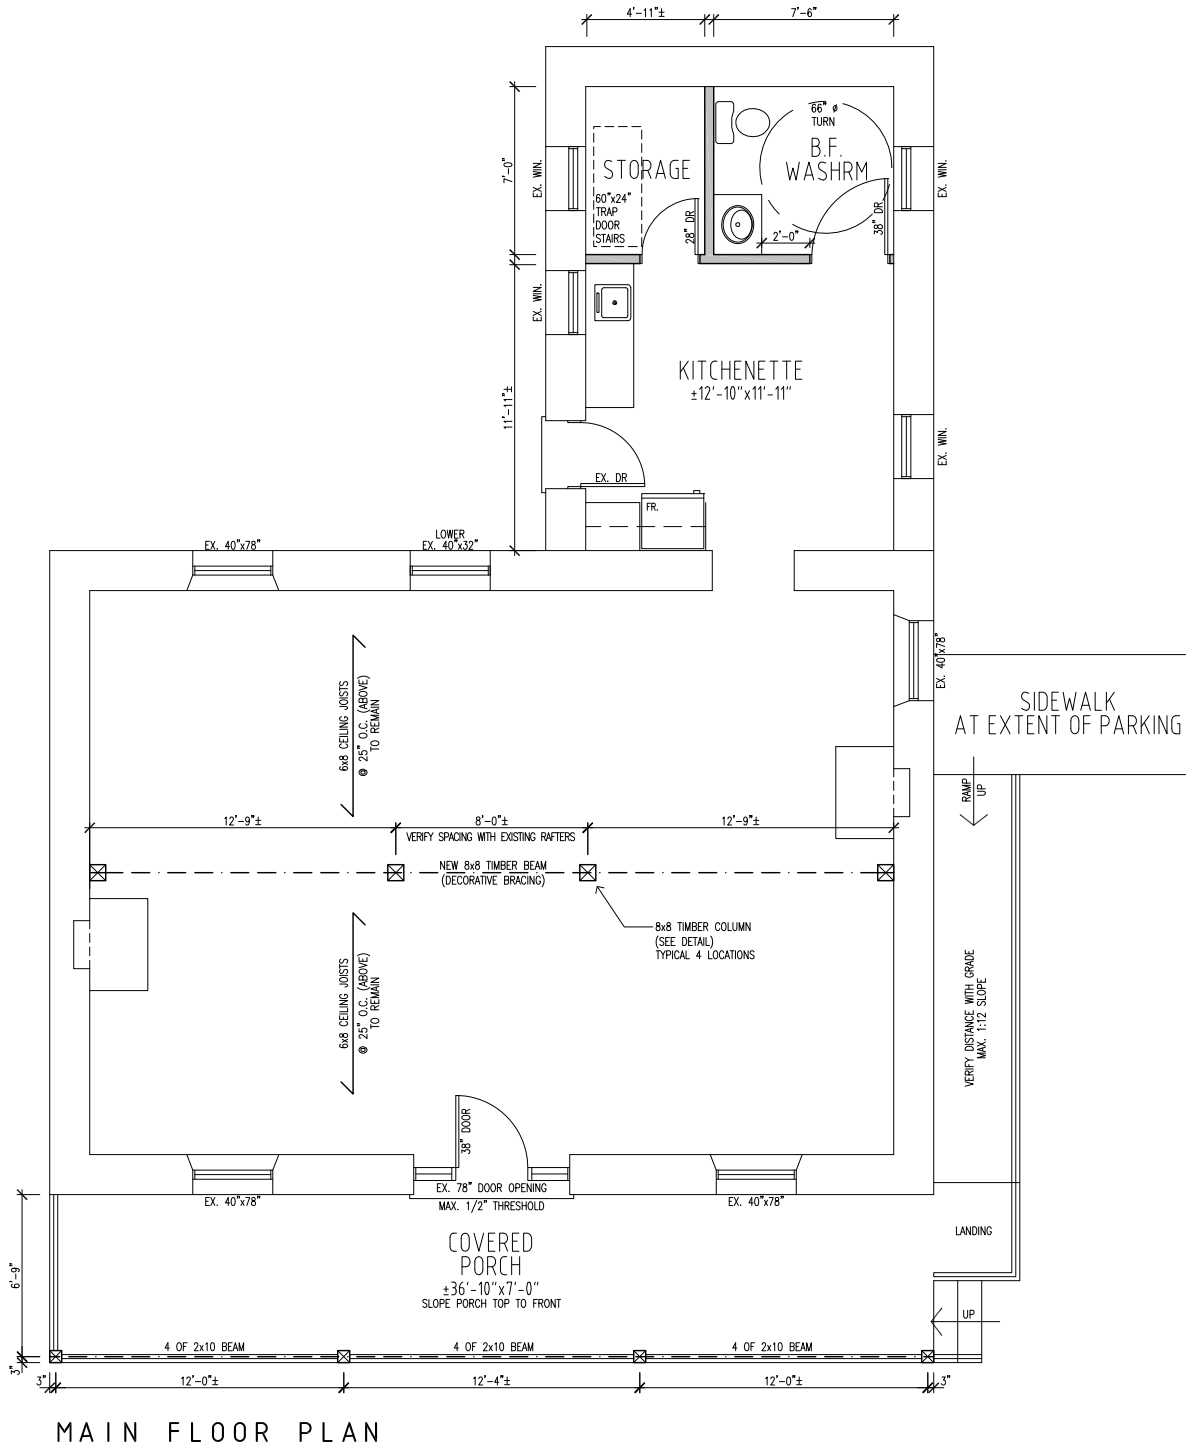 4'-11"±
7'-6"
7'-0"
EX. WIN.
STORAGE
60"x24"
TRAP
DOOR
STAIRS
28" DR
66" ø
TURN
B.F.
WASHRM
2'-0"
38" DR
EX. WIN.
EX. WIN.
11'-11"±
KITCHENETTE
±12'-10"x11'-11"
EX. WIN.
EX. DR
FR.
EX. 40"x78"
LOWER
EX. 40"x32"
EX. 40"x78"
SIDEWALK
AT EXTENT OF PARKING
6x8 CEILING JOISTS
@ 25" O.C. (ABOVE)
TO REMAIN
RAMP
UP
12'-9"±
8'-0"±
12'-9"±
VERIFY SPACING WITH EXISTING RAFTERS
NEW 8x8 TIMBER BEAM
(DECORATIVE BRACING)
8x8 TIMBER COLUMN
(SEE DETAIL)
TYPICAL 4 LOCATIONS
6x8 CEILING JOISTS
@ 25" O.C. (ABOVE)
TO REMAIN
VERIFY DISTANCE WITH GRADE
MAX. 1:12 SLOPE
38" DOOR
EX. 40"x78"
EX. 78" DOOR OPENING
MAX. 1/2" THRESHOLD
EX. 40"x78"
LANDING
COVERED
PORCH
±36'-10"x7'-0"
SLOPE PORCH TOP TO FRONT
6'-9"
UP
4 OF 2x10 BEAM
4 OF 2x10 BEAM
4 OF 2x10 BEAM
3"
3"
12'-0"±
12'-4"±
12'-0"±
3"
MAIN FLOOR PLAN